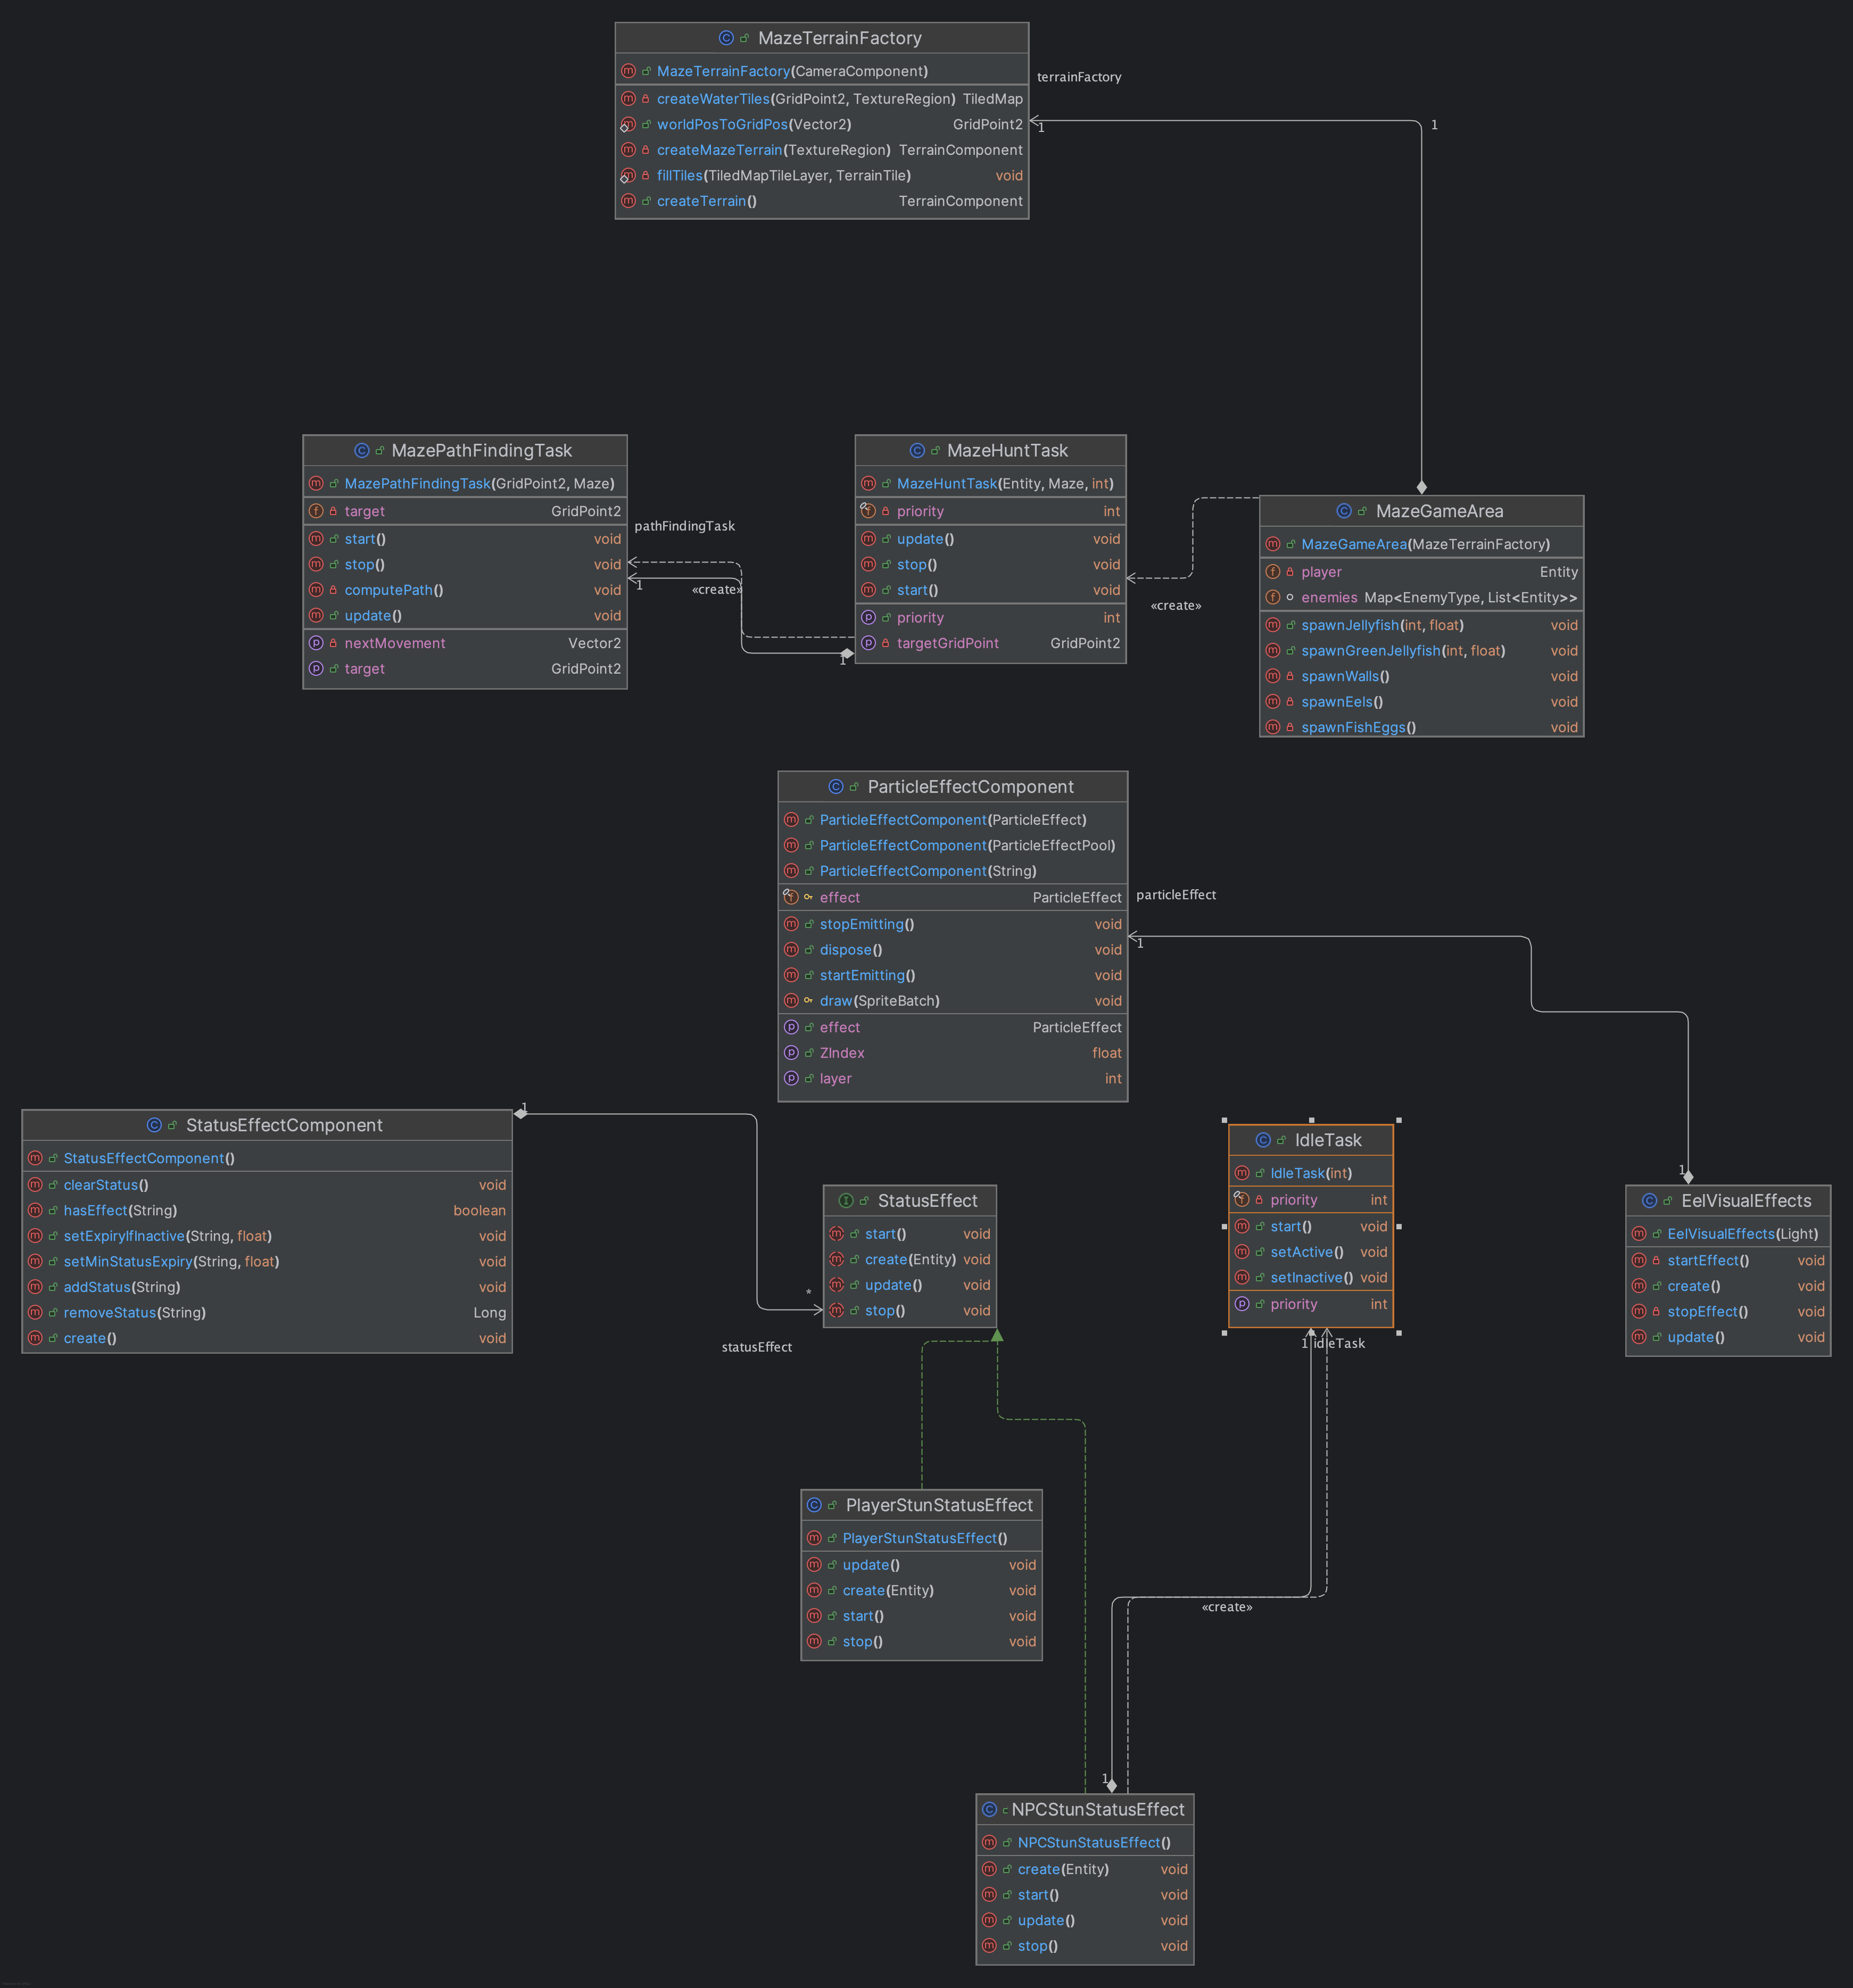 MazeTerrainFactory
MazeTerrainFactory(CameraComponent)
createWaterTiles(GridPoint2, TextureRegion) TiledMap
worldPosToGridPos(Vector2) GridPoint2
createMazeTerrain(TextureRegion) TerrainComponent
fillTiles(TiledMapTileLayer, TerrainTile) void
createTerrain() TerrainComponent
terrainFactory
1
1
MazePathFindingTask
MazePathFindingTask(GridPoint2, Maze)
target GridPoint2
start() void
stop() void
computePath() void
update() void
nextMovement Vector2
target GridPoint2
pathFindingTask
1
«create»
1
MazeHuntTask
MazeHuntTask(Entity, Maze, int)
priority int
update() void
stop() void
start() void
priority int
targetGridPoint GridPoint2
«create»
MazeGameArea
MazeGameArea(MazeTerrainFactory)
player Entity
enemies Map<EnemyType, List<Entity>>
spawnJellyfish(int, float) void
spawnGreenJellyfish(int, float) void
spawnWalls() void
spawnEels() void
spawnFishEggs() void
ParticleEffectComponent
ParticleEffectComponent(ParticleEffect)
ParticleEffectComponent(ParticleEffectPool)
ParticleEffectComponent(String)
effect ParticleEffect
stopEmitting() void
dispose() void
startEmitting() void
draw(SpriteBatch) void
effect ParticleEffect
ZIndex float
layer int
particleEffect
1
1
StatusEffectComponent
StatusEffectComponent()
clearStatus() void
hasEffect(String) boolean
setExpiryIfInactive(String, float) void
setMinStatusExpiry(String, float) void
addStatus(String) void
removeStatus(String) Long
create() void
1
*
statusEffect
StatusEffect
start() void
create(Entity) void
update() void
stop() void
IdleTask
IdleTask(int)
priority int
start() void
setActive() void
setInactive() void
priority int
1 idleTask
EelVisualEffects
EelVisualEffects(Light)
startEffect() void
create() void
stopEffect() void
update() void
PlayerStunStatusEffect
PlayerStunStatusEffect()
update() void
create(Entity) void
start() void
stop() void
«create»
1
NPCStunStatusEffect
NPCStunStatusEffect()
create(Entity) void
start() void
update() void
stop() void